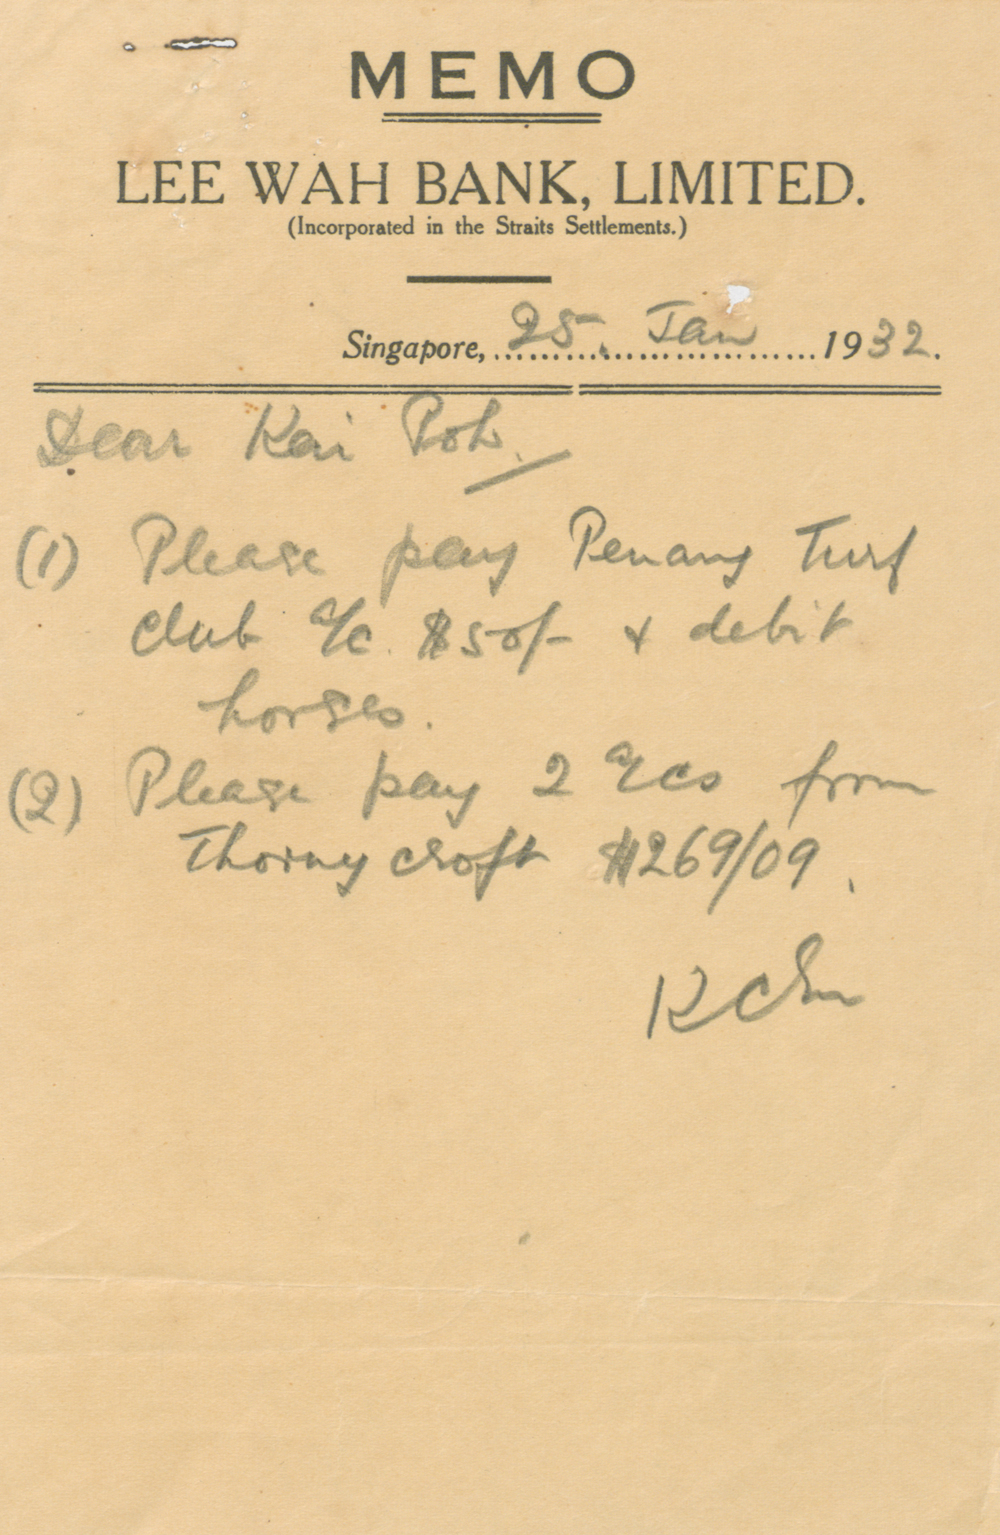 MEMO
LEE WAH BANK, LIMITED.
(Incorporated in the Straits Settlements.)
Singapore, 25. Jan 1932.
Dear Kai Poh.
(1) Please pay Penang Turf
Club a/c. $50/- & debit
horses.
(2) Please pay 2 a/cs from
Thornycroft $269/09.